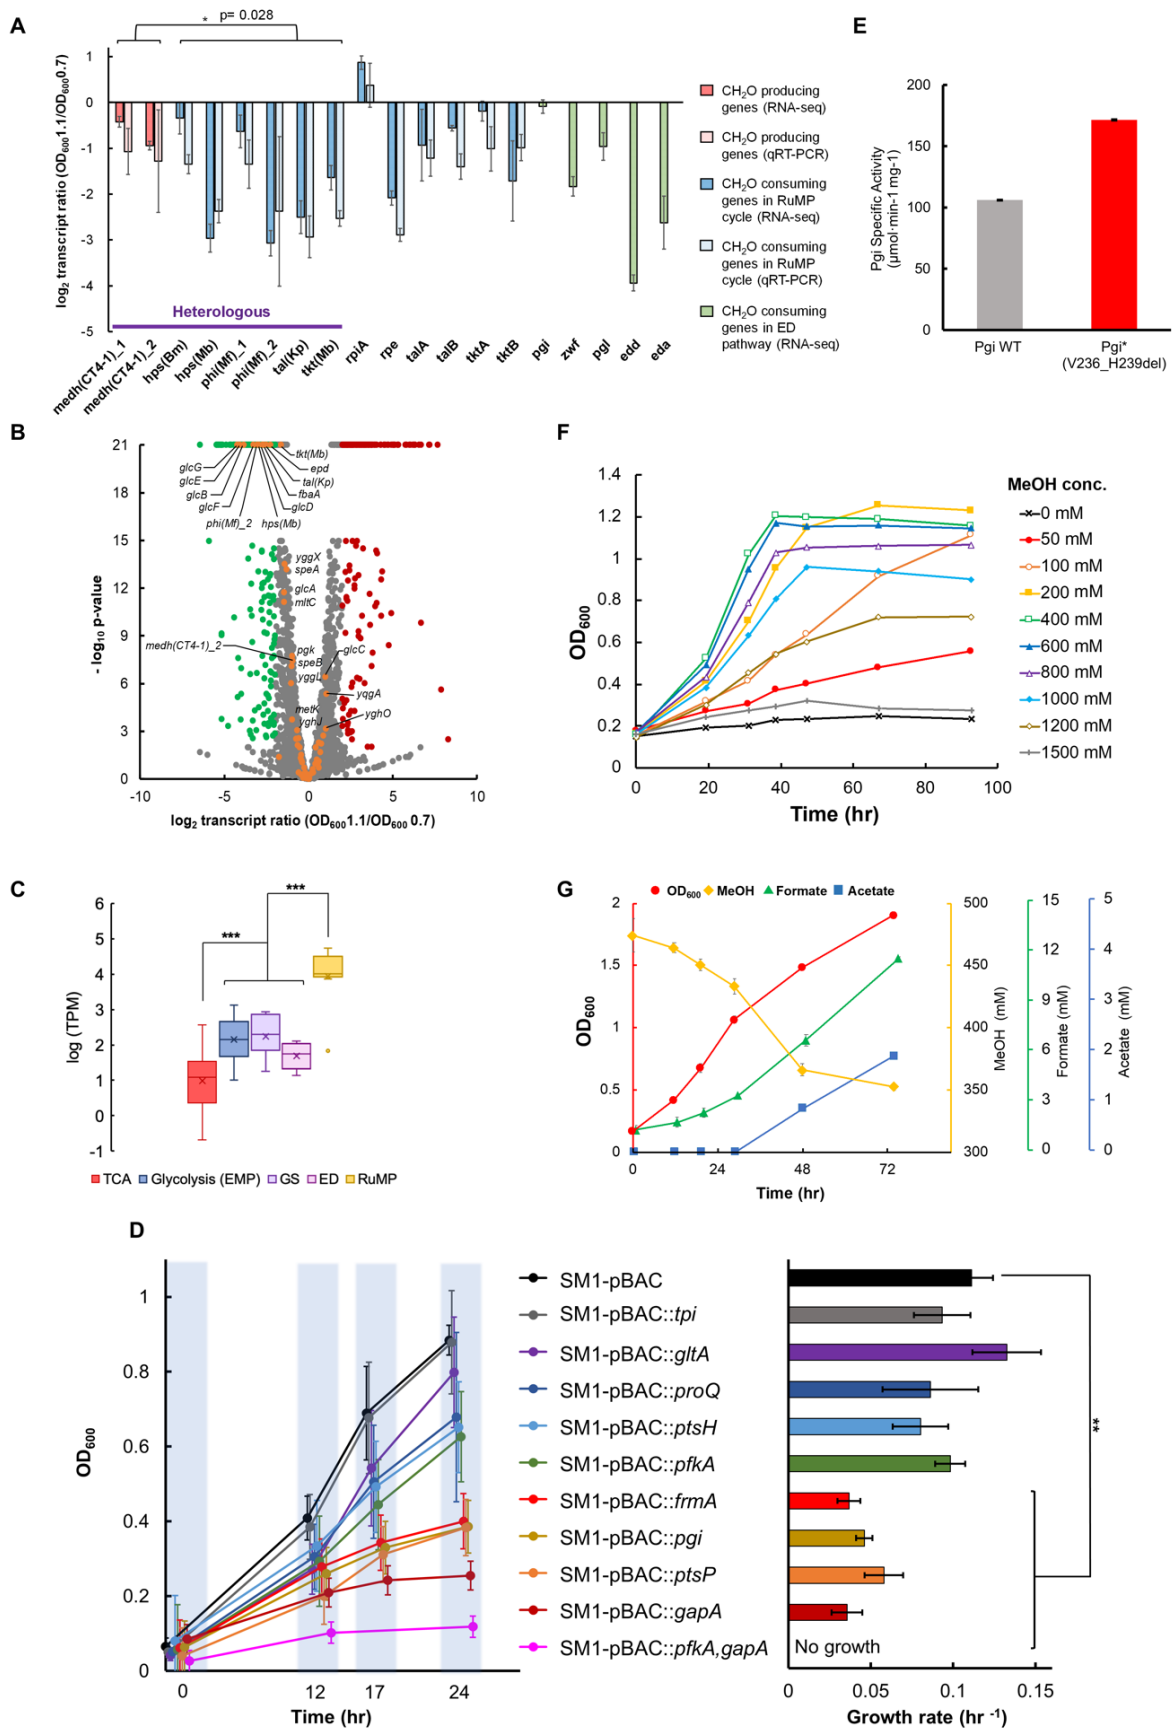 A
* p= 0.028
log2 transcript ratio (OD600 1.1/OD600 0.7)
1
0
-1
-2
-3
-4
-5
Heterologous
medh(CT4-1)_1
medh(CT4-1)_2
hps(Bm)
hps(Mb)
phi(Mf)_1
phi(Mf)_2
tal(Kp)
tkt(Mb)
rpiA
rpe
talA
talB
tktA
tktB
pgi
zwf
pgl
edd
eda
CH2O producing
genes (RNA-seq)
CH2O producing
genes (qRT-PCR)
CH2O consuming
genes in RuMP
cycle (RNA-seq)
CH2O consuming
genes in RuMP
cycle (qRT-PCR)
CH2O consuming
genes in ED
pathway (RNA-seq)
E
Pgi Specific Activity
(μmol·min-1 mg-1)
200
150
100
50
0
Pgi WT
Pgi*
(V236_H239del)
B
- log10 p-value
21
18
15
12
9
6
3
0
-10
-5
0
5
10
log2 transcript ratio (OD600 1.1/OD600 0.7)
glcG
glcE
glcB
glcF
phi(Mf)_2
hps(Mb)
tkt(Mb)
epd
tal(Kp)
fbaA
glcD
yggX
speA
glcA
mltC
medh(CT4-1)_2
pgk
speB
yggL
glcC
yqgA
metK
yghJ
yghO
F
OD600
1.4
1.2
1
0.8
0.6
0.4
0.2
0
0
20
40
60
80
100
Time (hr)
MeOH conc.
0 mM
50 mM
100 mM
200 mM
400 mM
600 mM
800 mM
1000 mM
1200 mM
1500 mM
C
log (TPM)
6
5
4
3
2
1
0
-1
***
***
TCA
Glycolysis (EMP)
GS
ED
RuMP
G
OD600
MeOH
Formate
Acetate
OD600
2
1.5
1
0.5
0
0
24
48
72
Time (hr)
500
450
400
350
300
MeOH (mM)
15
12
9
6
3
0
Formate (mM)
5
4
3
2
1
0
Acetate (mM)
D
OD600
1
0.8
0.6
0.4
0.2
0
0
12
17
24
Time (hr)
SM1-pBAC
SM1-pBAC::tpi
SM1-pBAC::gltA
SM1-pBAC::proQ
SM1-pBAC::ptsH
SM1-pBAC::pfkA
SM1-pBAC::frmA
SM1-pBAC::pgi
SM1-pBAC::ptsP
SM1-pBAC::gapA
SM1-pBAC::pfkA,gapA
**
No growth
0
0.05
0.1
0.15
Growth rate (hr -1)